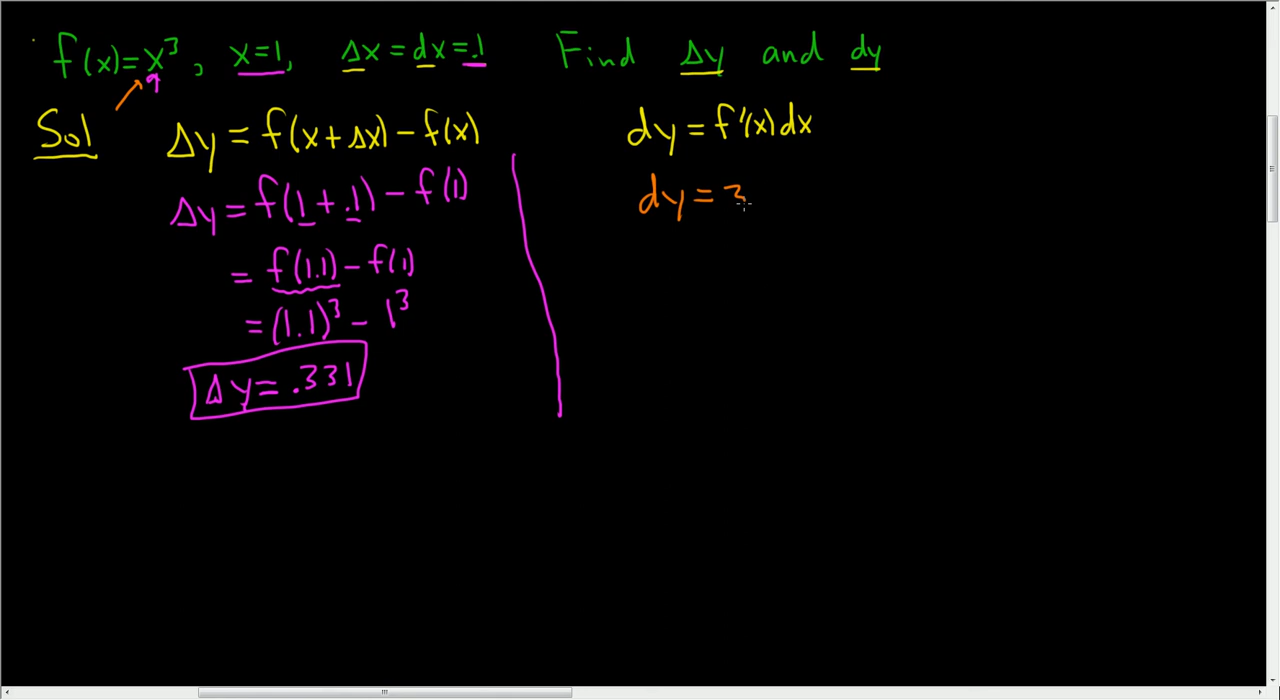 f(x)=x³, x=1, Δx=dx=.1 Find Δy and dy
Sol Δy = f(x+Δx)-f(x)
Δy = f(1+.1)-f(1)
= f(1.1)-f(1)
= (1.1)³ - 1³
Δy = .331
dy = f'(x)dx
dy = 3